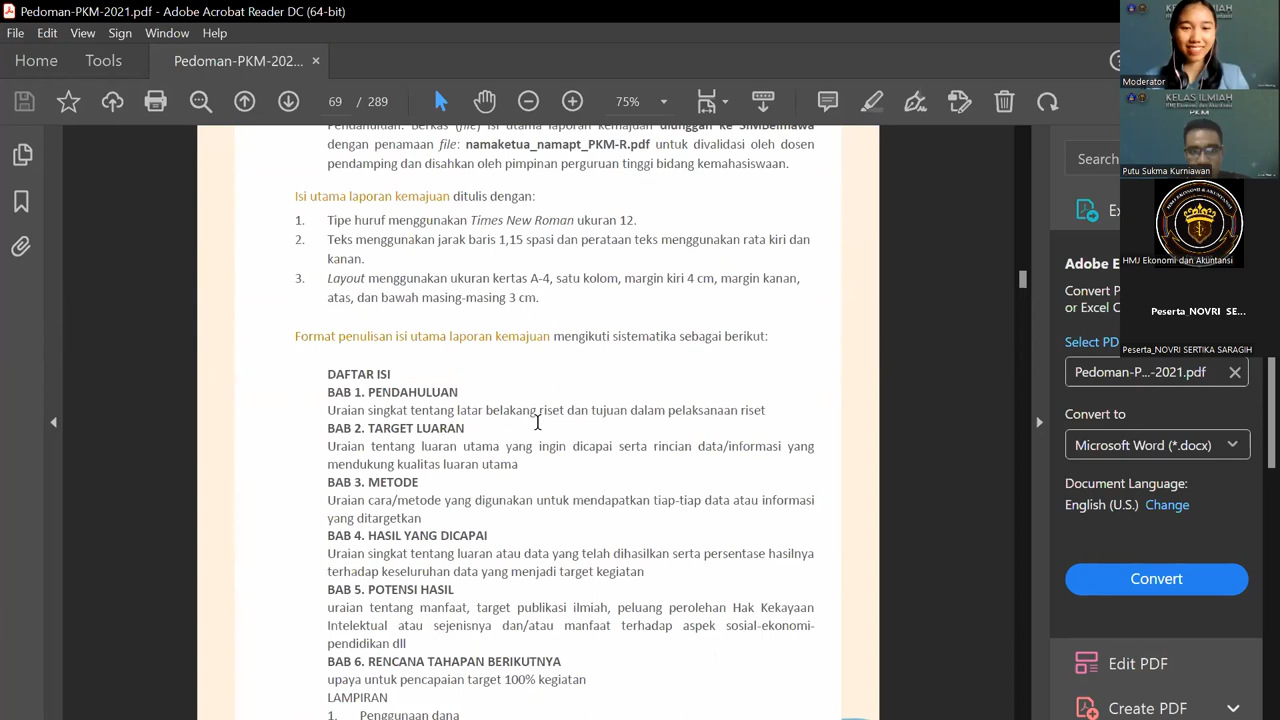 Pedoman-PKM-2021.pdf - Adobe Acrobat Reader DC (64-bit)
File Edit View Sign Window Help
Home Tools Pedoman-PKM-202... ×
69 / 289 75%
dengan penamaan file: namaketua_namapt_PKM-R.pdf untuk divalidasi oleh dosen
pendamping dan disahkan oleh pimpinan perguruan tinggi bidang kemahasiswaan.
Isi utama laporan kemajuan ditulis dengan:
1. Tipe huruf menggunakan Times New Roman ukuran 12.
2. Teks menggunakan jarak baris 1,15 spasi dan perataan teks menggunakan rata kiri dan
kanan.
3. Layout menggunakan ukuran kertas A-4, satu kolom, margin kiri 4 cm, margin kanan,
atas, dan bawah masing-masing 3 cm.
Format penulisan isi utama laporan kemajuan mengikuti sistematika sebagai berikut:
DAFTAR ISI
BAB 1. PENDAHULUAN
Uraian singkat tentang latar belakang riset dan tujuan dalam pelaksanaan riset
BAB 2. TARGET LUARAN
Uraian tentang luaran utama yang ingin dicapai serta rincian data/informasi yang
mendukung kualitas luaran utama
BAB 3. METODE
Uraian cara/metode yang digunakan untuk mendapatkan tiap-tiap data atau informasi
yang ditargetkan
BAB 4. HASIL YANG DICAPAI
Uraian singkat tentang luaran atau data yang telah dihasilkan serta persentase hasilnya
terhadap keseluruhan data yang menjadi target kegiatan
BAB 5. POTENSI HASIL
uraian tentang manfaat, target publikasi ilmiah, peluang perolehan Hak Kekayaan
Intelektual atau sejenisnya dan/atau manfaat terhadap aspek sosial-ekonomi-
pendidikan dll
BAB 6. RENCANA TAHAPAN BERIKUTNYA
upaya untuk pencapaian target 100% kegiatan
LAMPIRAN
1. Penggunaan dana
Moderator
KELAS ILMIAH
PKM
Putu Sukma Kurniawan
HMJ Ekonomi dan Akuntansi
Peserta_NOVRI SE...
Peserta_NOVRI SERTIKA SARAGIH
Search
Ex
Adobe E
Convert P
or Excel C
Select PD
Pedoman-P...-2021.pdf
Convert to
Microsoft Word (*.docx)
Document Language:
English (U.S.) Change
Convert
Edit PDF
Create PDF